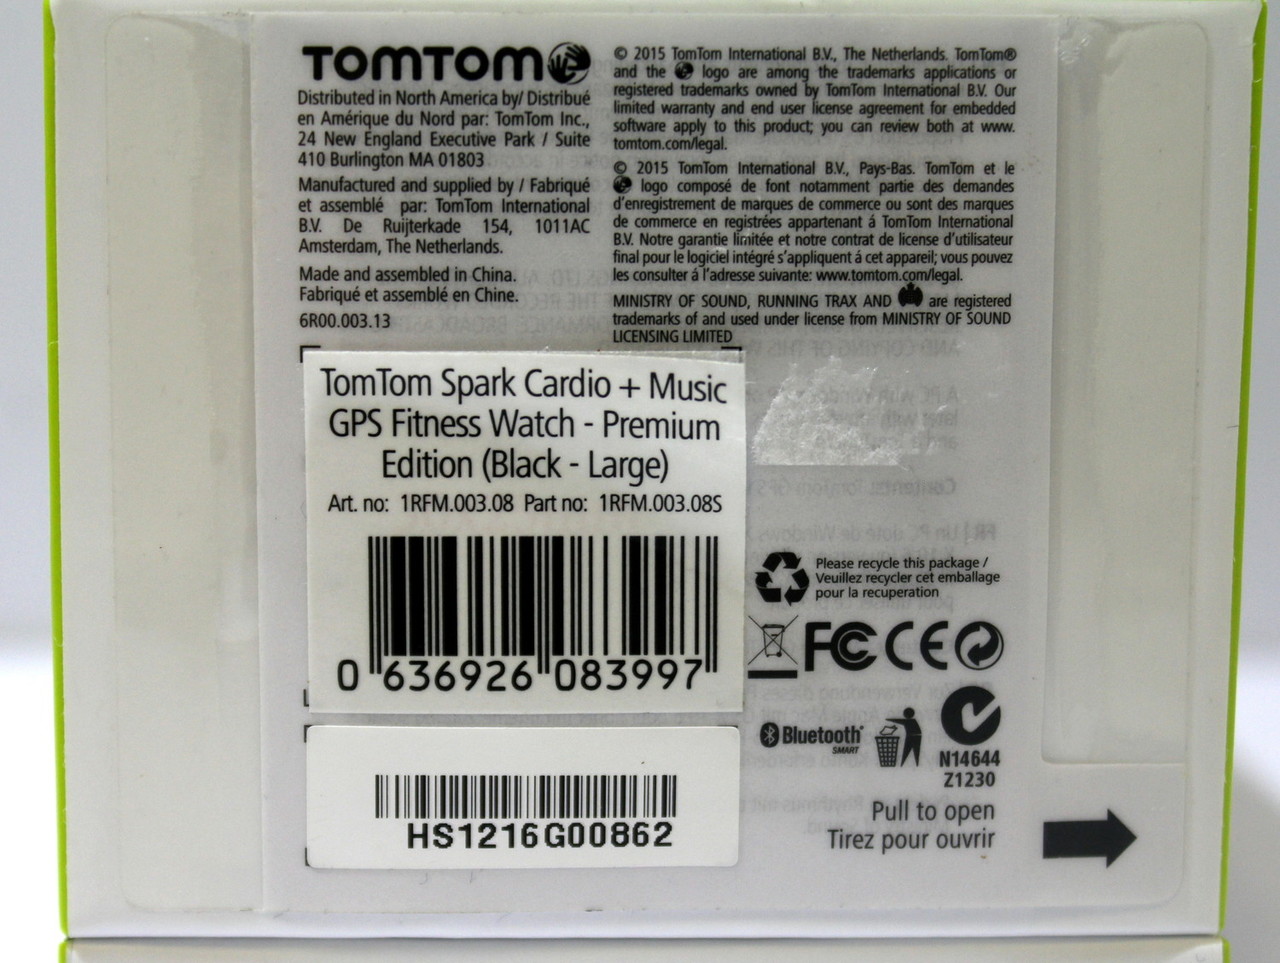 TOMTOM
Distributed in North America by/ Distribué
en Amérique du Nord par: TomTom Inc.,
24 New England Executive Park / Suite
410 Burlington MA 01803
Manufactured and supplied by / Fabriqué
et assemblé par: TomTom International
B.V. De Ruijterkade 154, 1011AC
Amsterdam, The Netherlands.
Made and assembled in China.
Fabriqué et assemblé en Chine.
6R00.003.13
© 2015 TomTom International B.V., The Netherlands. TomTom®
and the logo are among the trademarks applications or
registered trademarks owned by TomTom International B.V. Our
limited warranty and end user license agreement for embedded
software apply to this product; you can review both at www.
tomtom.com/legal.
© 2015 TomTom International B.V., Pays-Bas. TomTom et le
logo composé de font notamment partie des demandes
d'enregistrement de marques de commerce ou sont des marques
de commerce en registrées appartenant á TomTom International
B.V. Notre garantie limitée et notre contrat de license d'utilisateur
final pour le logiciel intégré s'appliquent á cet appareil; vous pouvez
les consulter á l'adresse suivante: www.tomtom.com/legal.
MINISTRY OF SOUND, RUNNING TRAX AND are registered
trademarks of and used under license from MINISTRY OF SOUND
LICENSING LIMITED
TomTom Spark Cardio + Music
GPS Fitness Watch - Premium
Edition (Black - Large)
Art. no: 1RFM.003.08 Part no: 1RFM.003.08S
0 636926 083997
HS1216G00862
Please recycle this package /
Veuillez recycler cet emballage
pour la recuperation
FC CE
Bluetooth
SMART
N14644
Z1230
Pull to open
Tirez pour ouvrir